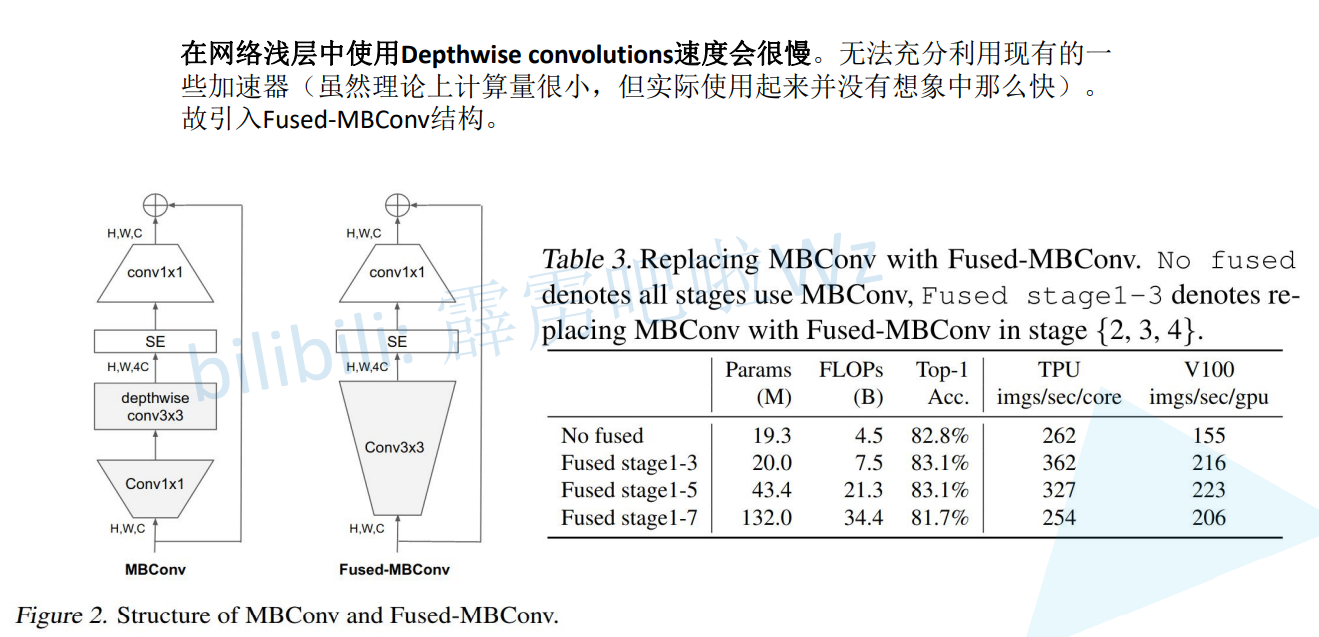 在网络浅层中使用Depthwise convolutions速度会很慢。无法充分利用现有的一
些加速器（虽然理论上计算量很小，但实际使用起来并没有想象中那么快）。
故引入Fused-MBConv结构。
H,W,C
conv1x1
SE
H,W,4C
depthwise
conv3x3
Conv1x1
H,W,C
MBConv
H,W,C
conv1x1
SE
H,W,4C
Conv3x3
H,W,C
Fused-MBConv
Figure 2. Structure of MBConv and Fused-MBConv.
Table 3. Replacing MBConv with Fused-MBConv. No fused
denotes all stages use MBConv, Fused stage1-3 denotes re-
placing MBConv with Fused-MBConv in stage {2, 3, 4}.
Params FLOPs Top-1 TPU V100
(M) (B) Acc. imgs/sec/core imgs/sec/gpu
No fused 19.3 4.5 82.8% 262 155
Fused stage1-3 20.0 7.5 83.1% 362 216
Fused stage1-5 43.4 21.3 83.1% 327 223
Fused stage1-7 132.0 34.4 81.7% 254 206
bilibili: 霹雳吧啦Wz